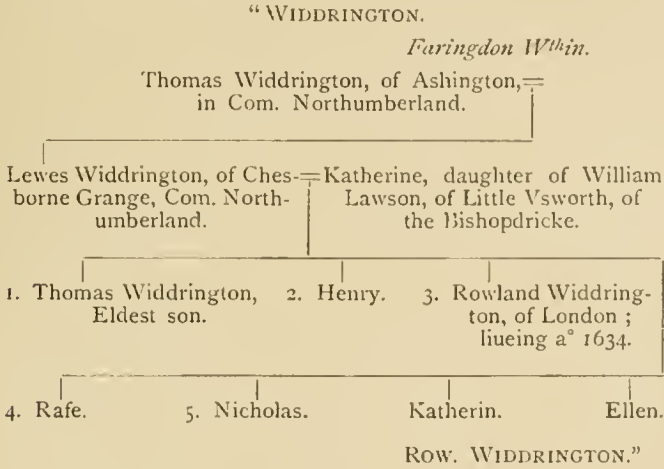 “ WIDDRINGTON.
Faringdon Wthin.
Thomas Widdrington, of Ashington,
in Com. Northumberland.
Lewes Widdrington, of Ches-
borne Grange, Com. North-
umberland.
Katherine, daughter of William
Lawson, of Little Vsworth, of
the Bishopdricke.
1. Thomas Widdrington,
Eldest son.
2. Henry.
3. Rowland Widdring-
ton, of London ;
liueing a° 1634.
4. Rafe.
5. Nicholas.
Katherin.
Ellen.
ROW. WIDDRINGTON.”